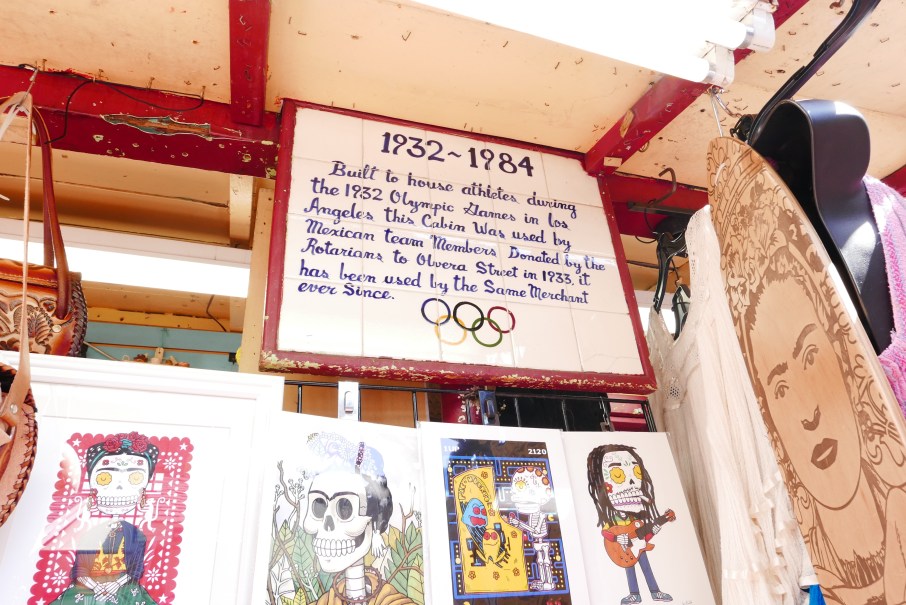 1932~1984
Built to house athletes during
the 1932 Olympic Games in Los
Angeles this Cabin Was used by
Mexican team Members Donated by the
Rotarians to Olvera Street in 1933, it
has been used by the Same Merchant
ever Since.
2120